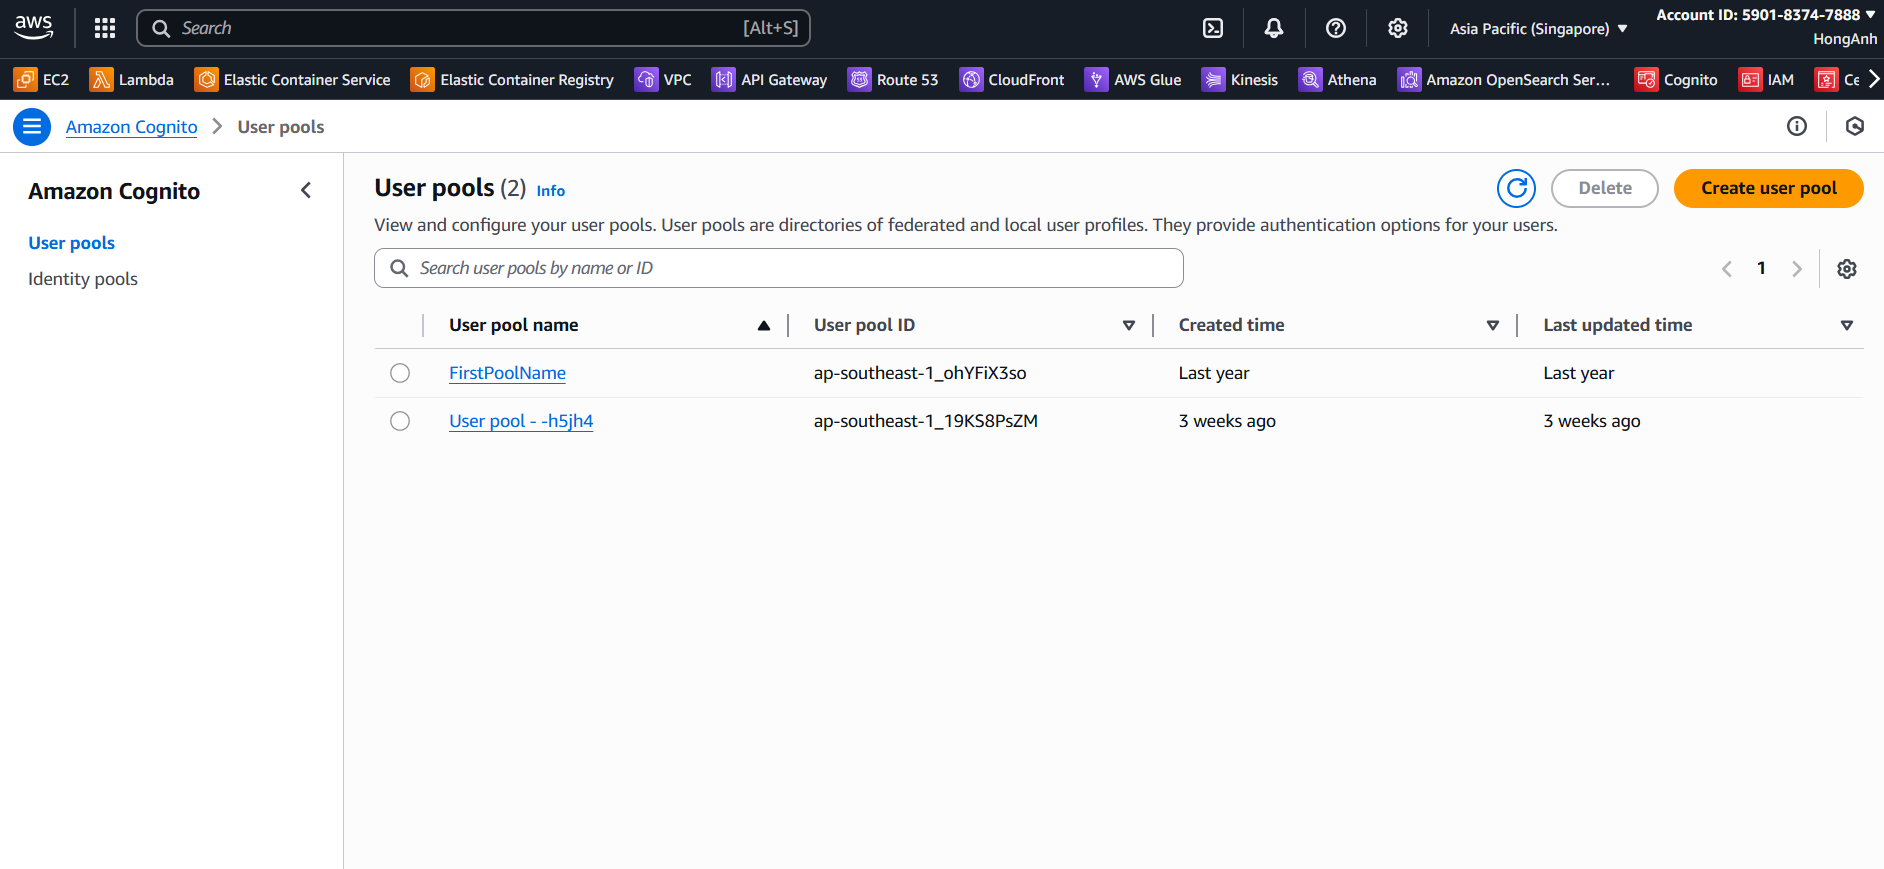 aws
Search [Alt+S]
Asia Pacific (Singapore)
Account ID: 5901-8374-7888
HongAnh
EC2 Lambda Elastic Container Service Elastic Container Registry VPC API Gateway Route 53 CloudFront AWS Glue Kinesis Athena Amazon OpenSearch Ser... Cognito IAM Ce
Amazon Cognito User pools
Amazon Cognito
User pools
Identity pools
User pools (2) Info
Delete
Create user pool
View and configure your user pools. User pools are directories of federated and local user profiles. They provide authentication options for your users.
Search user pools by name or ID
1
User pool name User pool ID Created time Last updated time
FirstPoolName ap-southeast-1_ohYFiX3so Last year Last year
User pool - -h5jh4 ap-southeast-1_19KS8PsZM 3 weeks ago 3 weeks ago